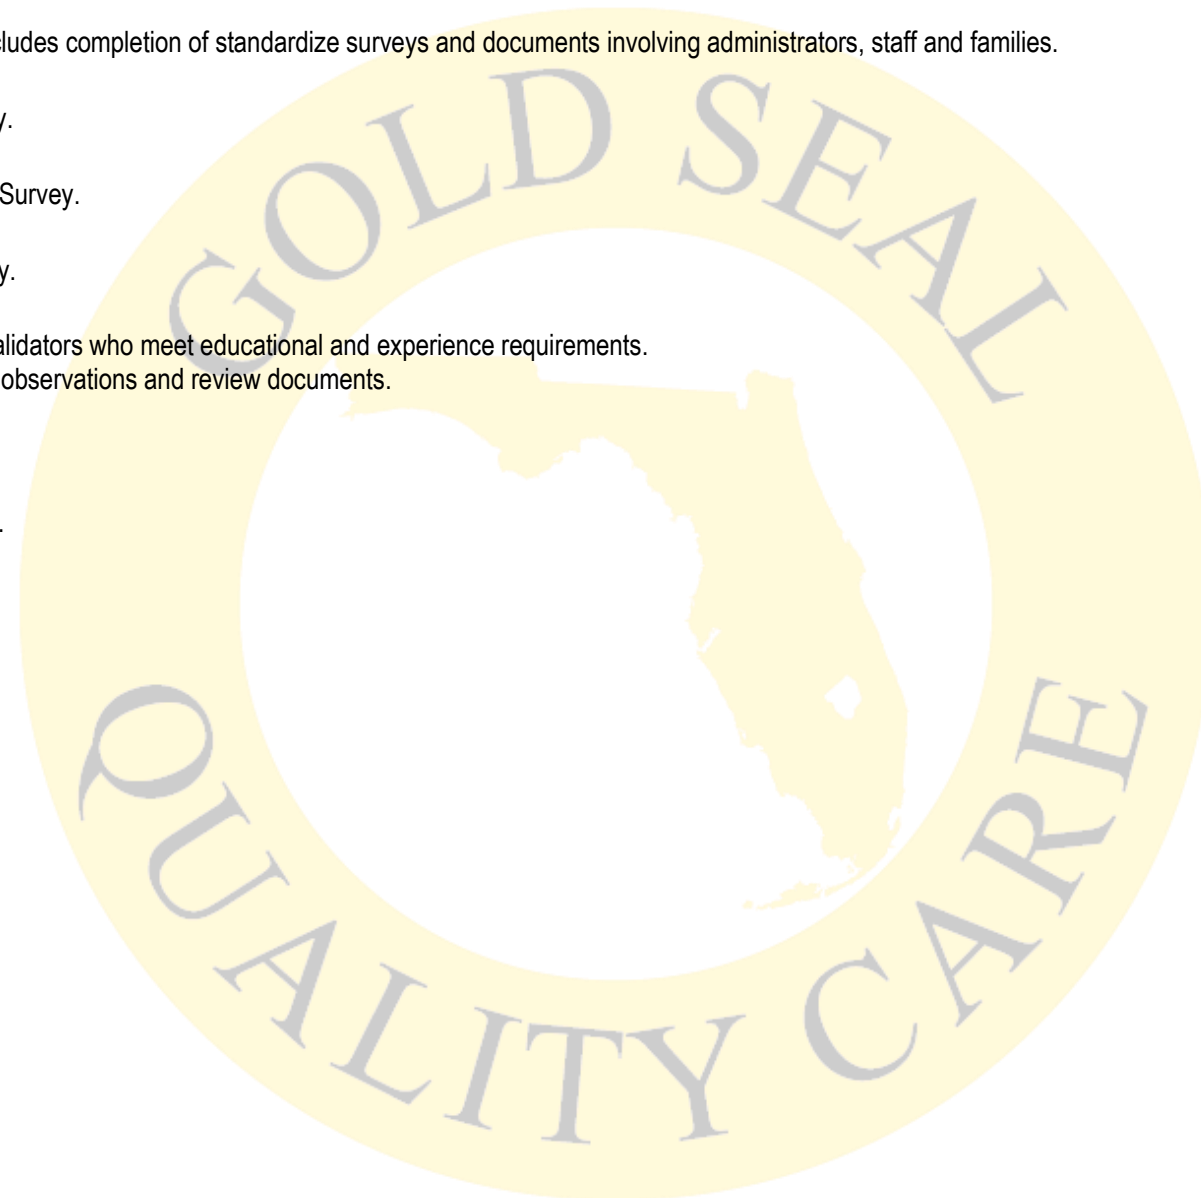 cludes completion of standardize surveys and documents involving administrators, staff and families.
y.
Survey.
y.
alidators who meet educational and experience requirements.
observations and review documents.
.
GOLD SEAL
QUALITY CARE